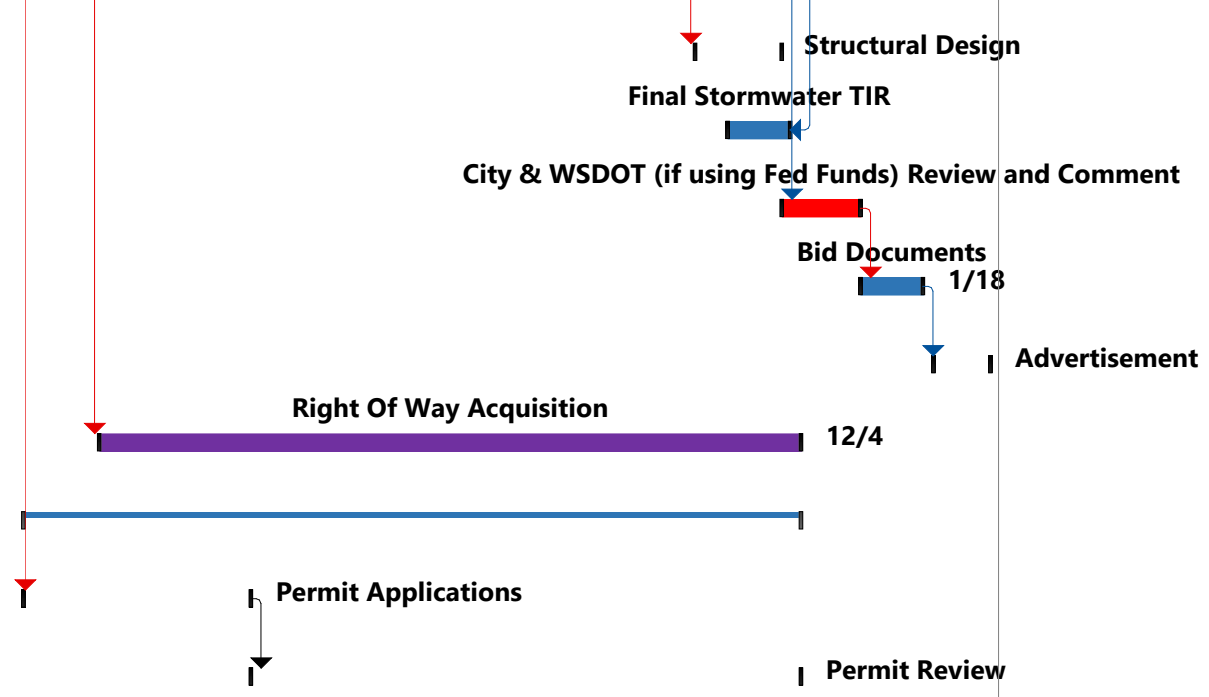 Structural Design
Final Stormwater TIR
City & WSDOT (if using Fed Funds) Review and Comment
Bid Documents
1/18
Advertisement
Right Of Way Acquisition
12/4
Permit Applications
Permit Review